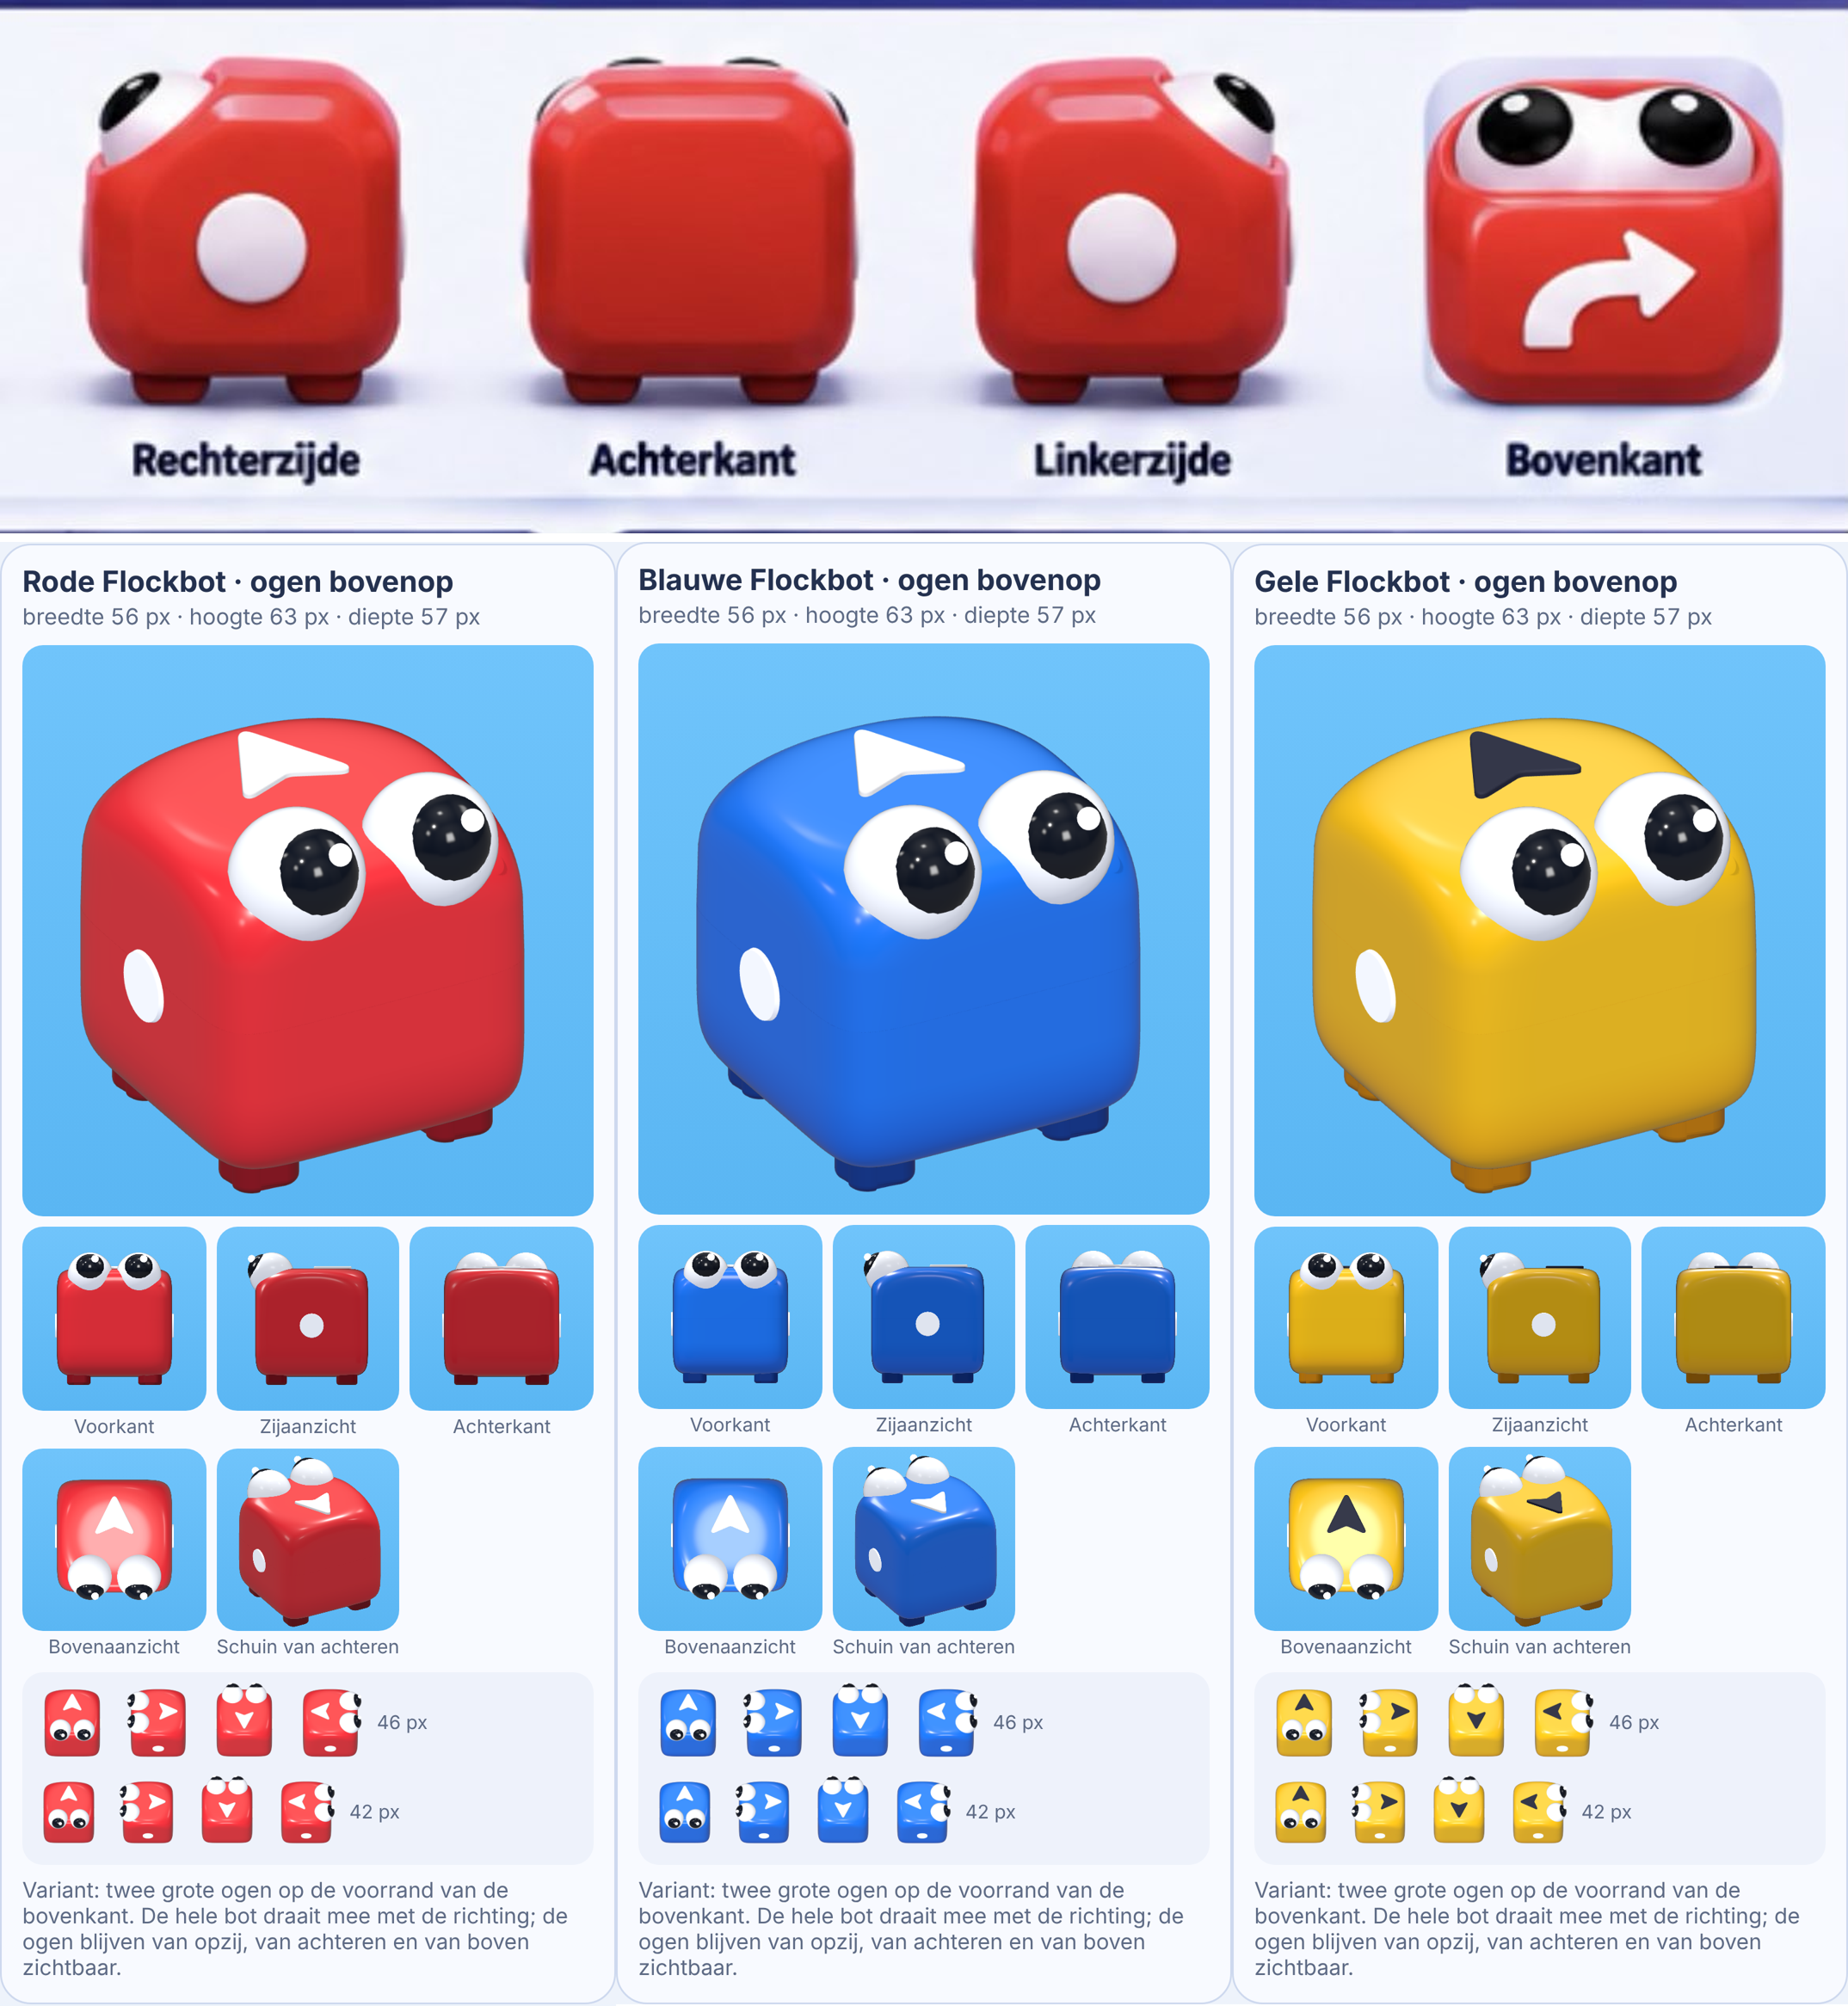 Rechterzijde
Achterkant
Linkerzijde
Bovenkant
Rode Flockbot · ogen bovenop
breedte 56 px · hoogte 63 px · diepte 57 px
Voorkant
Zijaanzicht
Achterkant
Bovenaanzicht
Schuin van achteren
46 px
42 px
Variant: twee grote ogen op de voorrand van de
bovenkant. De hele bot draait mee met de richting; de
ogen blijven van opzij, van achteren en van boven
zichtbaar.
Blauwe Flockbot · ogen bovenop
breedte 56 px · hoogte 63 px · diepte 57 px
Voorkant
Zijaanzicht
Achterkant
Bovenaanzicht
Schuin van achteren
46 px
42 px
Variant: twee grote ogen op de voorrand van de
bovenkant. De hele bot draait mee met de richting; de
ogen blijven van opzij, van achteren en van boven
zichtbaar.
Gele Flockbot · ogen bovenop
breedte 56 px · hoogte 63 px · diepte 57 px
Voorkant
Zijaanzicht
Achterkant
Bovenaanzicht
Schuin van achteren
46 px
42 px
Variant: twee grote ogen op de voorrand van de
bovenkant. De hele bot draait mee met de richting; de
ogen blijven van opzij, van achteren en van boven
zichtbaar.